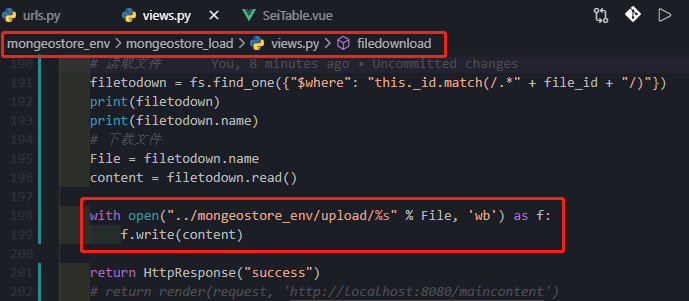 urls.py views.py SeiTable.vue
mongeostore_env > mongeostore_load > views.py > filedownload
190 # 读取文件 You, 8 minutes ago • Uncommitted changes
191 filetodown = fs.find_one({"$where": "this._id.match(/.*" + file_id + "/)"})
192 print(filetodown)
193 print(filetodown.name)
194 # 下载文件
195 File = filetodown.name
196 content = filetodown.read()
197
198 with open("../mongeostore_env/upload/%s" % File, 'wb') as f:
199 f.write(content)
200
201 return HttpResponse("success")
202 # return render(request, 'http://localhost:8080/maincontent')